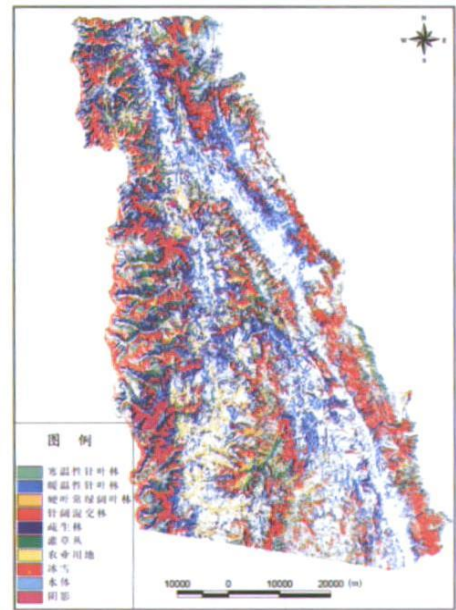 N
W E
S
图 例
寒温性针叶林
暖温性针叶林
硬叶常绿阔叶林
针阔混交林
疏生林
灌草丛
农业用地
冰雪
水体
阴影
10000 0 10000 20000 (m)